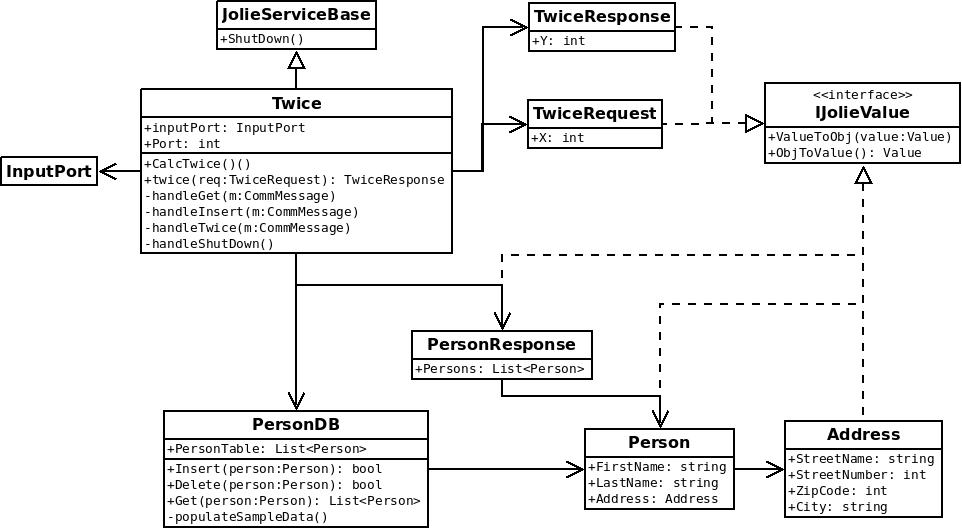 JolieServiceBase
+ShutDown()
TwiceResponse
+Y: int
Twice
+inputPort: InputPort
+Port: int
+CalcTwice()()
+twice(req:TwiceRequest): TwiceResponse
-handleGet(m:CommMessage)
-handleInsert(m:CommMessage)
-handleTwice(m:CommMessage)
-handleShutDown()
TwiceRequest
+X: int
<<interface>>
IJolieValue
+ValueToObj(value:Value)
+ObjToValue(): Value
InputPort
PersonResponse
+Persons: List<Person>
PersonDB
+PersonTable: List<Person>
+Insert(person:Person): bool
+Delete(person:Person): bool
+Get(person:Person): List<Person>
-populateSampleData()
Person
+FirstName: string
+LastName: string
+Address: Address
Address
+StreetName: string
+StreetNumber: int
+ZipCode: int
+City: string